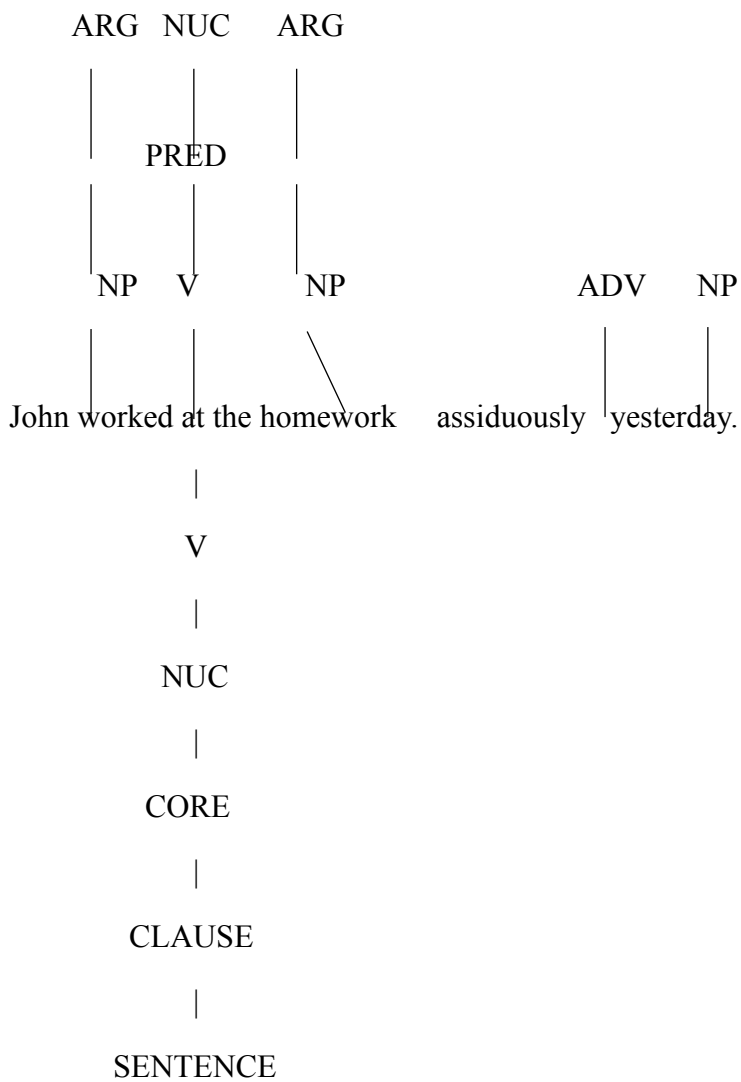 ARG NUC ARG
PRED
NP V NP ADV NP
John worked at the homework assiduously yesterday.
V
NUC
CORE
CLAUSE
SENTENCE